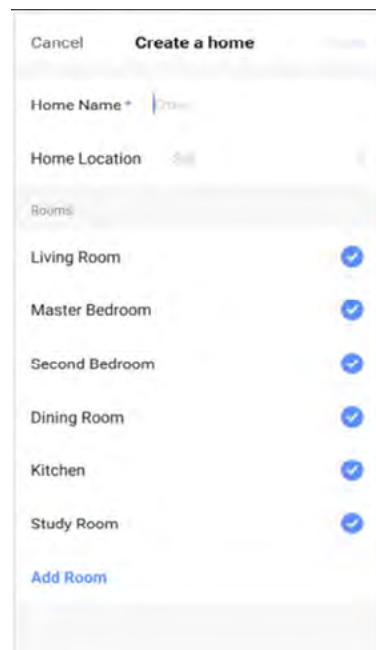 Cancel Create a home
Home Name *
Home Location
Rooms
Living Room
Master Bedroom
Second Bedroom
Dining Room
Kitchen
Study Room
Add Room